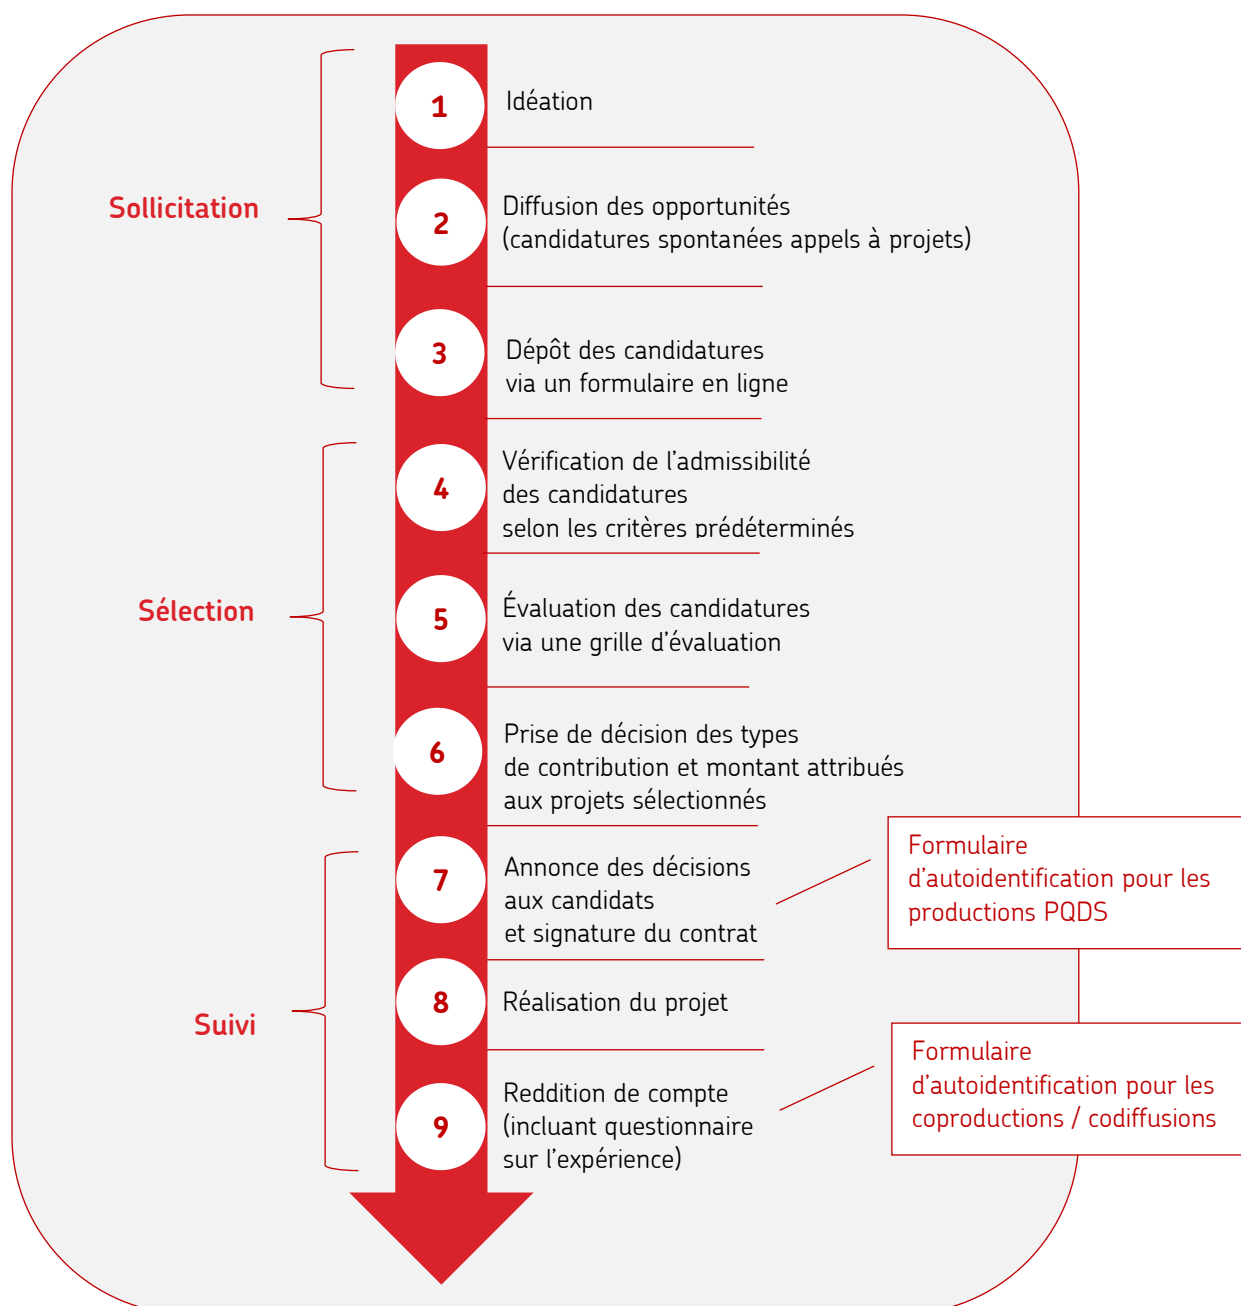 1
Idéation
Sollicitation
2
Diffusion des opportunités
(candidatures spontanées appels à projets)
3
Dépôt des candidatures
via un formulaire en ligne
4
Vérification de l'admissibilité
des candidatures
selon les critères prédéterminés
Sélection
5
Évaluation des candidatures
via une grille d'évaluation
6
Prise de décision des types
de contribution et montant attribués
aux projets sélectionnés
7
Annonce des décisions
aux candidats
et signature du contrat
Formulaire
d'autoidentification pour les
productions PQDS
Suivi
8
Réalisation du projet
9
Reddition de compte
(incluant questionnaire
sur l'expérience)
Formulaire
d'autoidentification pour les
coproductions / codiffusions